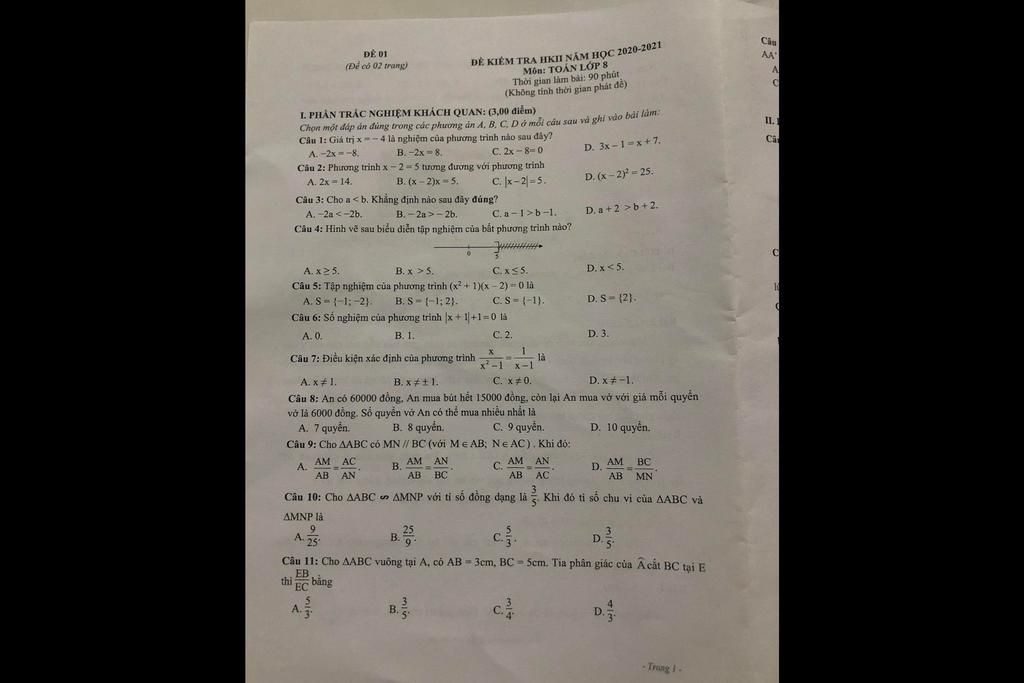 ĐỀ 01
(Đề có 02 trang)
ĐỀ KIỂM TRA HKII NĂM HỌC 2020-2021
Môn: TOÁN LỚP 8
Thời gian làm bài: 90 phút
(Không tính thời gian phát đề)
I. PHẦN TRẮC NGHIỆM KHÁCH QUAN: (3,00 điểm)
Chọn một đáp án đúng trong các phương án A, B, C, D ở mỗi câu sau và ghi vào bài làm:
Câu 1: Giá trị x = − 4 là nghiệm của phương trình nào sau đây?
A. −2x = −8. B. −2x = 8. C. 2x − 8= 0 D. 3x − 1 = x + 7.
Câu 2: Phương trình x − 2 = 5 tương đương với phương trình
A. 2x = 14. B. (x − 2)x = 5. C. |x − 2| = 5. D. (x − 2)² = 25.
Câu 3: Cho a < b. Khẳng định nào sau đây đúng?
A. −2a < −2b. B. − 2a > − 2b. C. a − 1 > b −1. D. a + 2 > b + 2.
Câu 4: Hình vẽ sau biểu diễn tập nghiệm của bất phương trình nào?
0 5
A. x ≥ 5. B. x > 5. C. x ≤ 5. D. x < 5.
Câu 5: Tập nghiệm của phương trình (x² + 1)(x − 2) = 0 là
A. S = {−1; −2}. B. S = {−1; 2}. C. S = {−1}. D. S = {2}.
Câu 6: Số nghiệm của phương trình |x + 1| + 1 = 0 là
A. 0. B. 1. C. 2. D. 3.
Câu 7: Điều kiện xác định của phương trình x/(x² −1) = 1/(x −1) là
A. x ≠ 1. B. x ≠ ± 1. C. x ≠ 0. D. x ≠ −1.
Câu 8: An có 60000 đồng, An mua bút hết 15000 đồng, còn lại An mua vở với giá mỗi quyển
vở là 6000 đồng. Số quyển vở An có thể mua nhiều nhất là
A. 7 quyển. B. 8 quyển. C. 9 quyển. D. 10 quyển.
Câu 9: Cho ΔABC có MN // BC (với M ∈ AB; N ∈ AC) . Khi đó:
A. AM/AB = AC/AN. B. AM/AB = AN/BC. C. AM/AB = AN/AC. D. AM/AB = BC/MN.
Câu 10: Cho ΔABC ∽ ΔMNP với tỉ số đồng dạng là 3/5. Khi đó tỉ số chu vi của ΔABC và
ΔMNP là
A. 9/25. B. 25/9. C. 5/3. D. 3/5.
Câu 11: Cho ΔABC vuông tại A, có AB = 3cm, BC = 5cm. Tia phân giác của Â cắt BC tại E
thì EB/EC bằng
A. 5/3. B. 3/5. C. 3/4. D. 4/3.
- Trang 1 -
Câu
AA'
A
C
II.